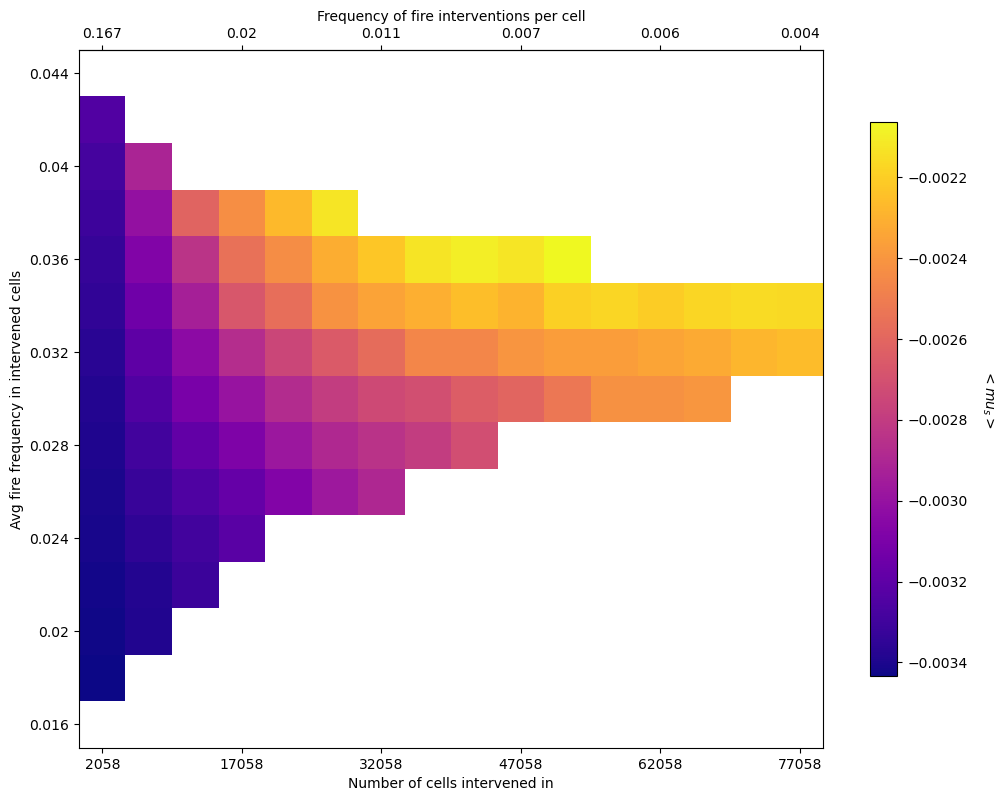 Frequency of fire interventions per cell
0.167 0.02 0.011 0.007 0.006 0.004
0.044
0.04
0.036
0.032
0.028
0.024
0.02
0.016
Avg fire frequency in intervened cells
2058 17058 32058 47058 62058 77058
Number of cells intervened in
−0.0022
−0.0024
−0.0026
−0.0028
−0.0030
−0.0032
−0.0034
< mu_s >